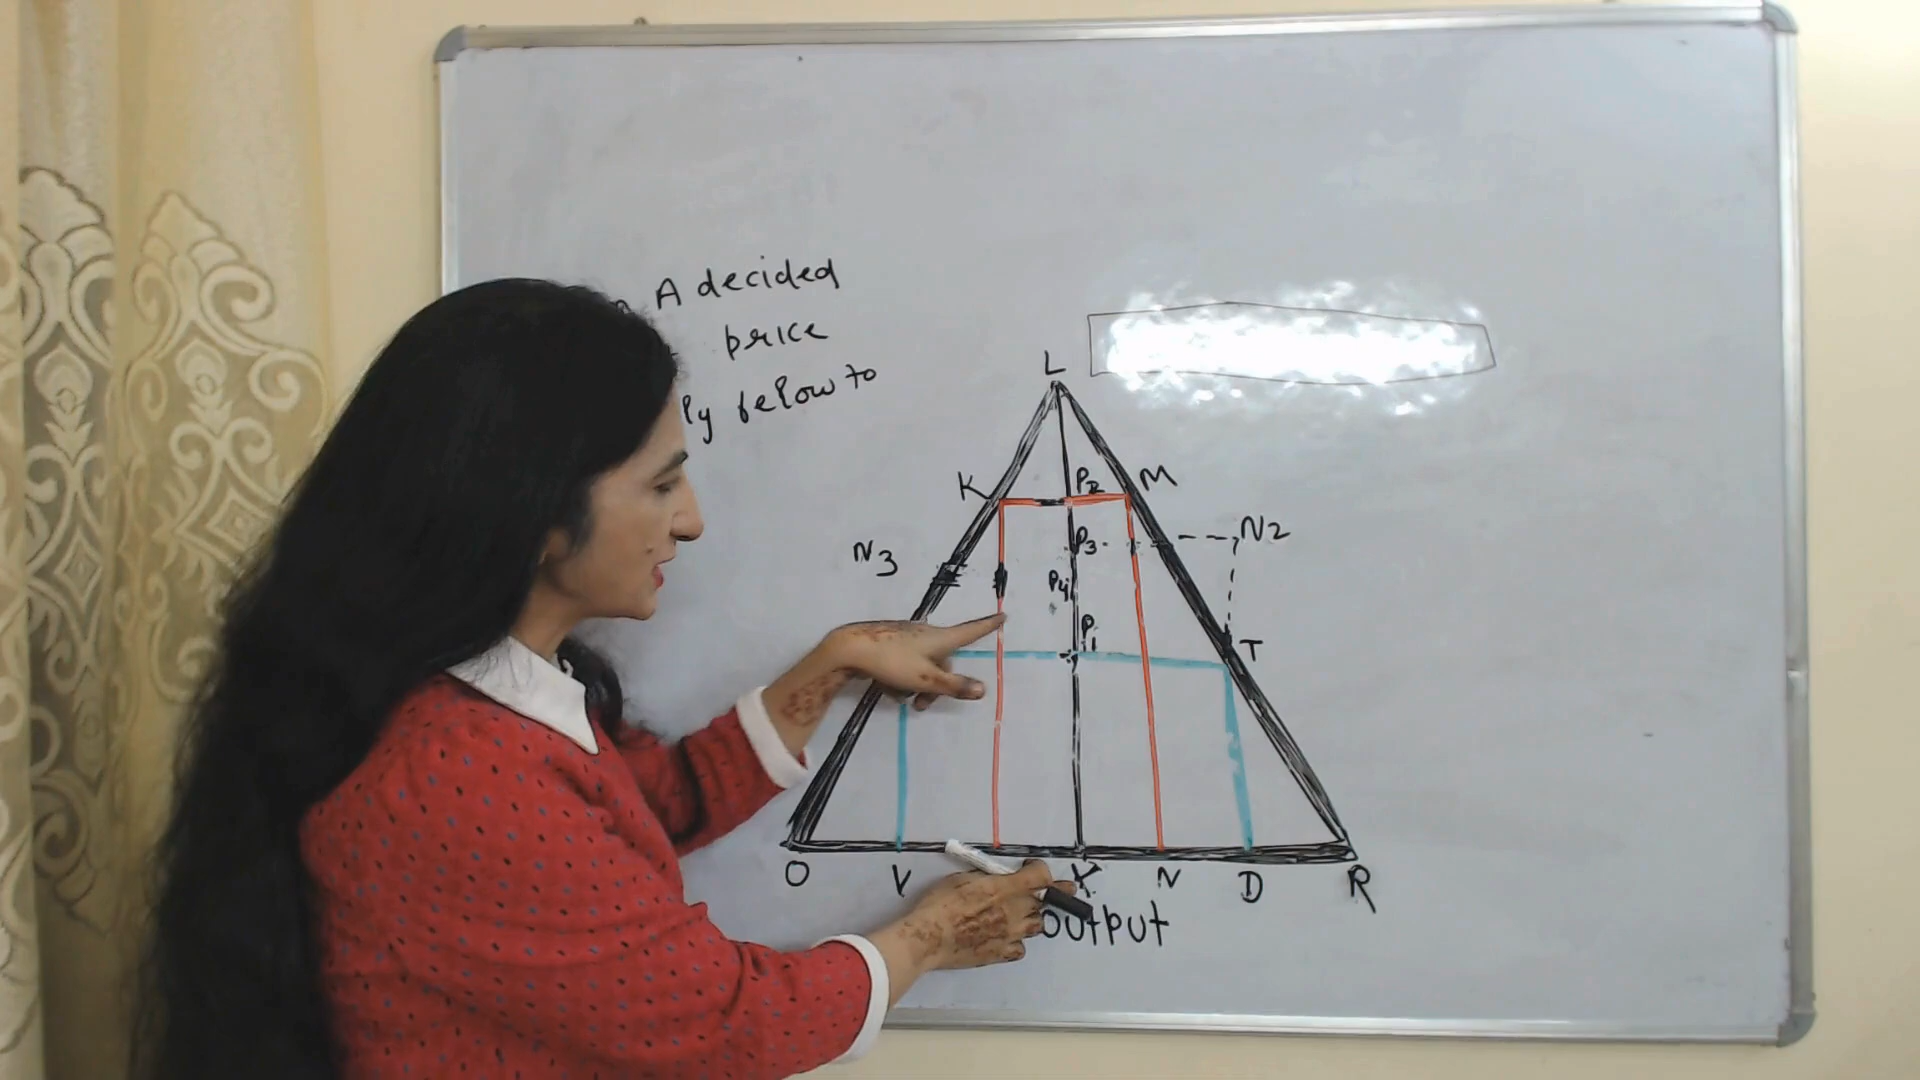 A decided
price
ly below to
L
K P2 M
N3 P3 N2
P4
P1 T
O V X N D R
output